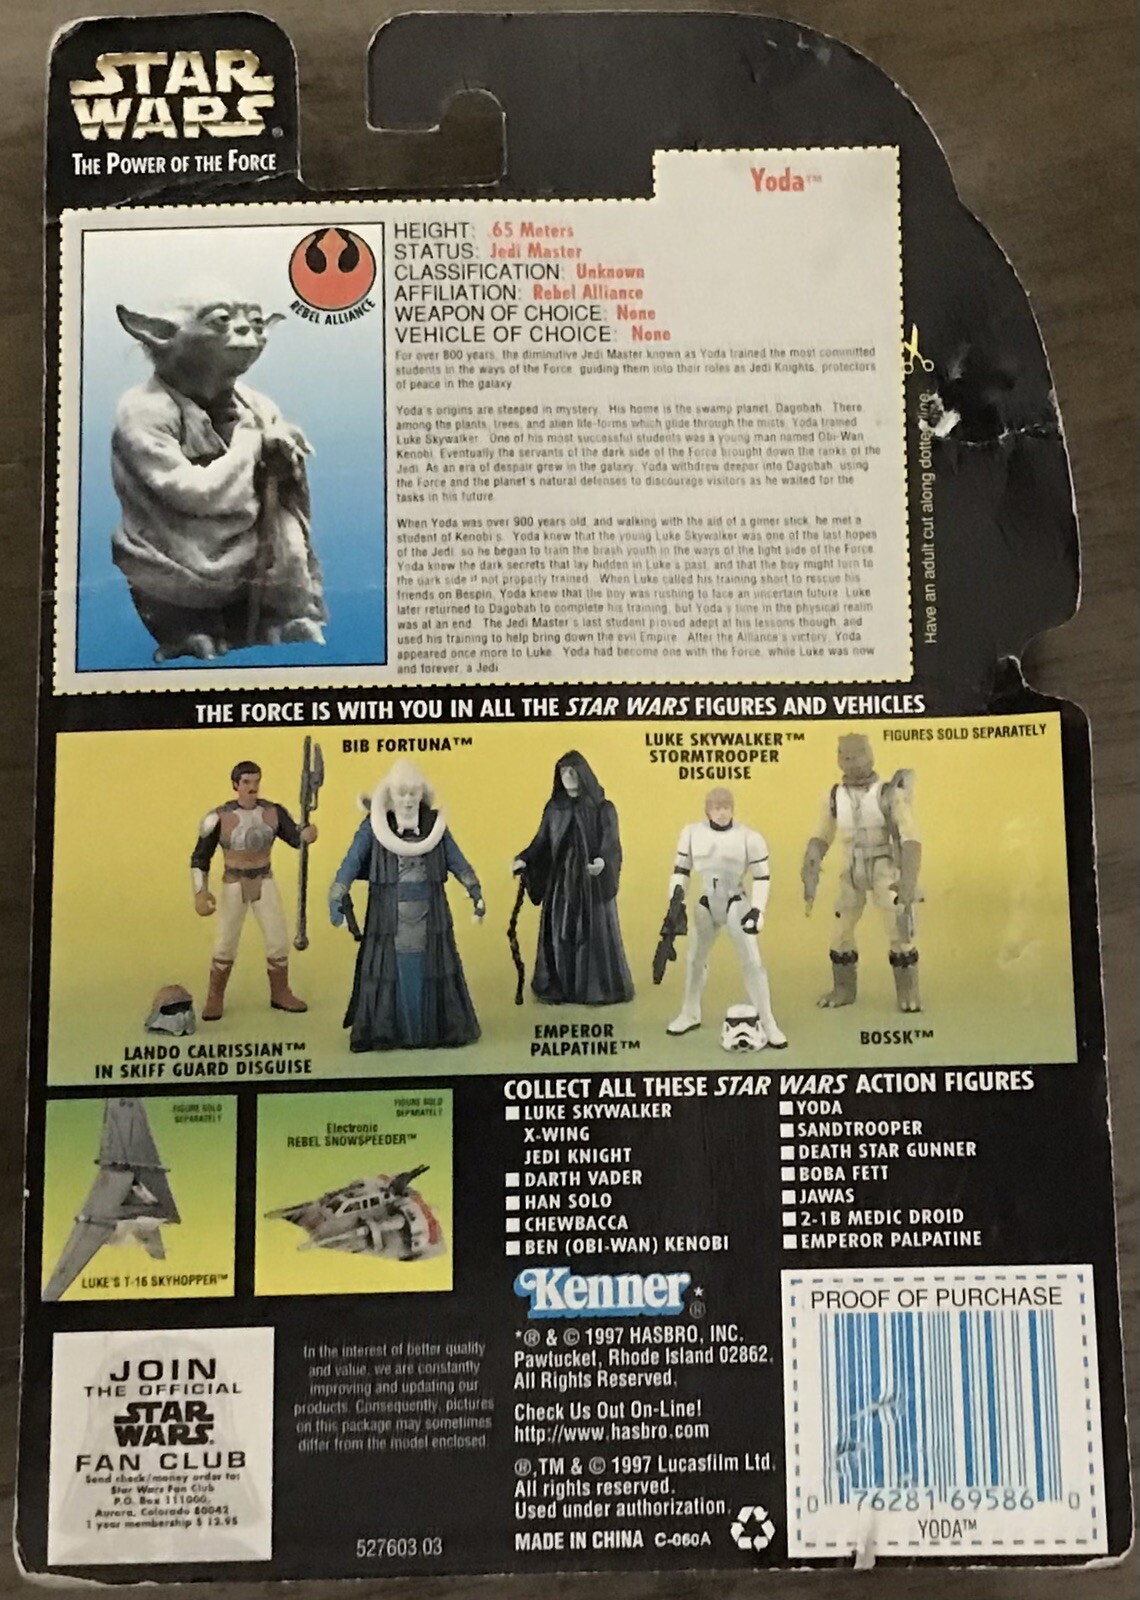 STAR
WARS®
THE POWER OF THE FORCE
Yoda™
REBEL ALLIANCE
HEIGHT: .65 Meters
STATUS: Jedi Master
CLASSIFICATION: Unknown
AFFILIATION: Rebel Alliance
WEAPON OF CHOICE: None
VEHICLE OF CHOICE: None
For over 800 years, the diminutive Jedi Master known as Yoda trained the most committed
students in the ways of the Force, guiding them into their roles as Jedi Knights, protectors
of peace in the galaxy.
Yoda's origins are steeped in mystery. His home is the swamp planet, Dagobah. There,
among the plants, trees, and alien life-forms which glide through the mists, Yoda trained
Luke Skywalker. One of his most successful students was a young man named Obi-Wan
Kenobi. Eventually the servants of the dark side of the Force brought down the ranks of the
Jedi. As an era of despair grew in the galaxy, Yoda withdrew deeper into Dagobah, using
the Force and the planet's natural defenses to discourage visitors as he waited for the
tasks in his future.
When Yoda was over 900 years old, and walking with the aid of a gimer stick, he met a
student of Kenobi's. Yoda knew that the young Luke Skywalker was one of the last hopes
of the Jedi, so he began to train the brash youth in the ways of the light side of the Force.
Yoda knew the dark secrets that lay hidden in Luke's past, and that the boy might turn to
the dark side if not properly trained. When Luke called his training short to rescue his
friends on Bespin, Yoda knew that the boy was rushing to face an uncertain future. Luke
later returned to Dagobah to complete his training, but Yoda's time in the physical realm
was at an end. The Jedi Master's last student proved adept at his lessons though, and
used his training to help bring down the evil Empire. After the Alliance's victory, Yoda
appeared once more to Luke. Yoda had become one with the Force, while Luke was now
and forever, a Jedi.
Have an adult cut along dotted line.
THE FORCE IS WITH YOU IN ALL THE STAR WARS FIGURES AND VEHICLES
BIB FORTUNA™
LUKE SKYWALKER™
STORMTROOPER
DISGUISE
FIGURES SOLD SEPARATELY
LANDO CALRISSIAN™
IN SKIFF GUARD DISGUISE
EMPEROR
PALPATINE™
BOSSK™
FIGURE SOLD
SEPARATELY
LUKE'S T-16 SKYHOPPER™
FIGURE SOLD
SEPARATELY
Electronic
REBEL SNOWSPEEDER™
COLLECT ALL THESE STAR WARS ACTION FIGURES
■ LUKE SKYWALKER
X-WING
JEDI KNIGHT
■ DARTH VADER
■ HAN SOLO
■ CHEWBACCA
■ BEN (OBI-WAN) KENOBI
■ YODA
■ SANDTROOPER
■ DEATH STAR GUNNER
■ BOBA FETT
■ JAWAS
■ 2-1B MEDIC DROID
■ EMPEROR PALPATINE
JOIN
THE OFFICIAL
STAR
WARS®
FAN CLUB
Send check/money order to:
Star Wars Fan Club
P.O. Box 111000,
Aurora, Colorado 80042
1 year membership $ 12.95
In the interest of better quality
and value, we are constantly
improving and updating our
products. Consequently, pictures
on this package may sometimes
differ from the model enclosed.
527603.03
Kenner*®
*® & © 1997 HASBRO, INC.
Pawtucket, Rhode Island 02862.
All Rights Reserved.
Check Us Out On-Line!
http://www.hasbro.com
®,TM & © 1997 Lucasfilm Ltd.
All rights reserved.
Used under authorization.
MADE IN CHINA C-060A
PROOF OF PURCHASE
0 76281 69586 0
YODA™